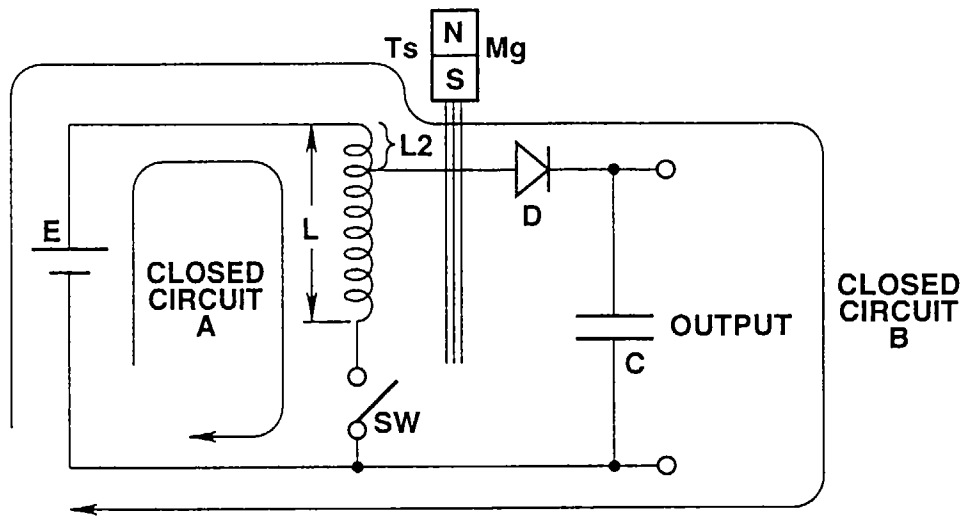 N
Ts
Mg
S
L2
D
E
L
CLOSED
CIRCUIT
A
OUTPUT
C
CLOSED
CIRCUIT
B
SW